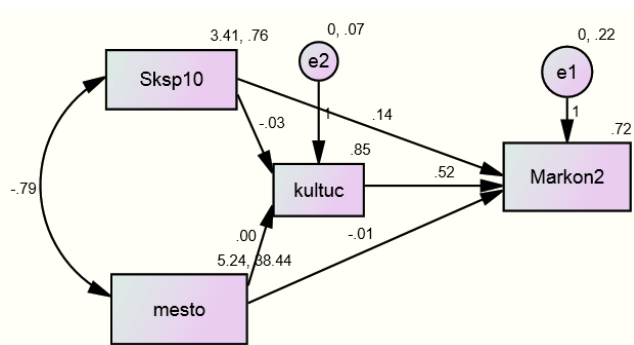 3.41, .76
0, .07
0, .22
e2
e1
Sksp10
1
.14
1
.72
-.03
.85
Markon2
-.79
kultuc
.52
.00
-.01
5.24, 38.44
mesto